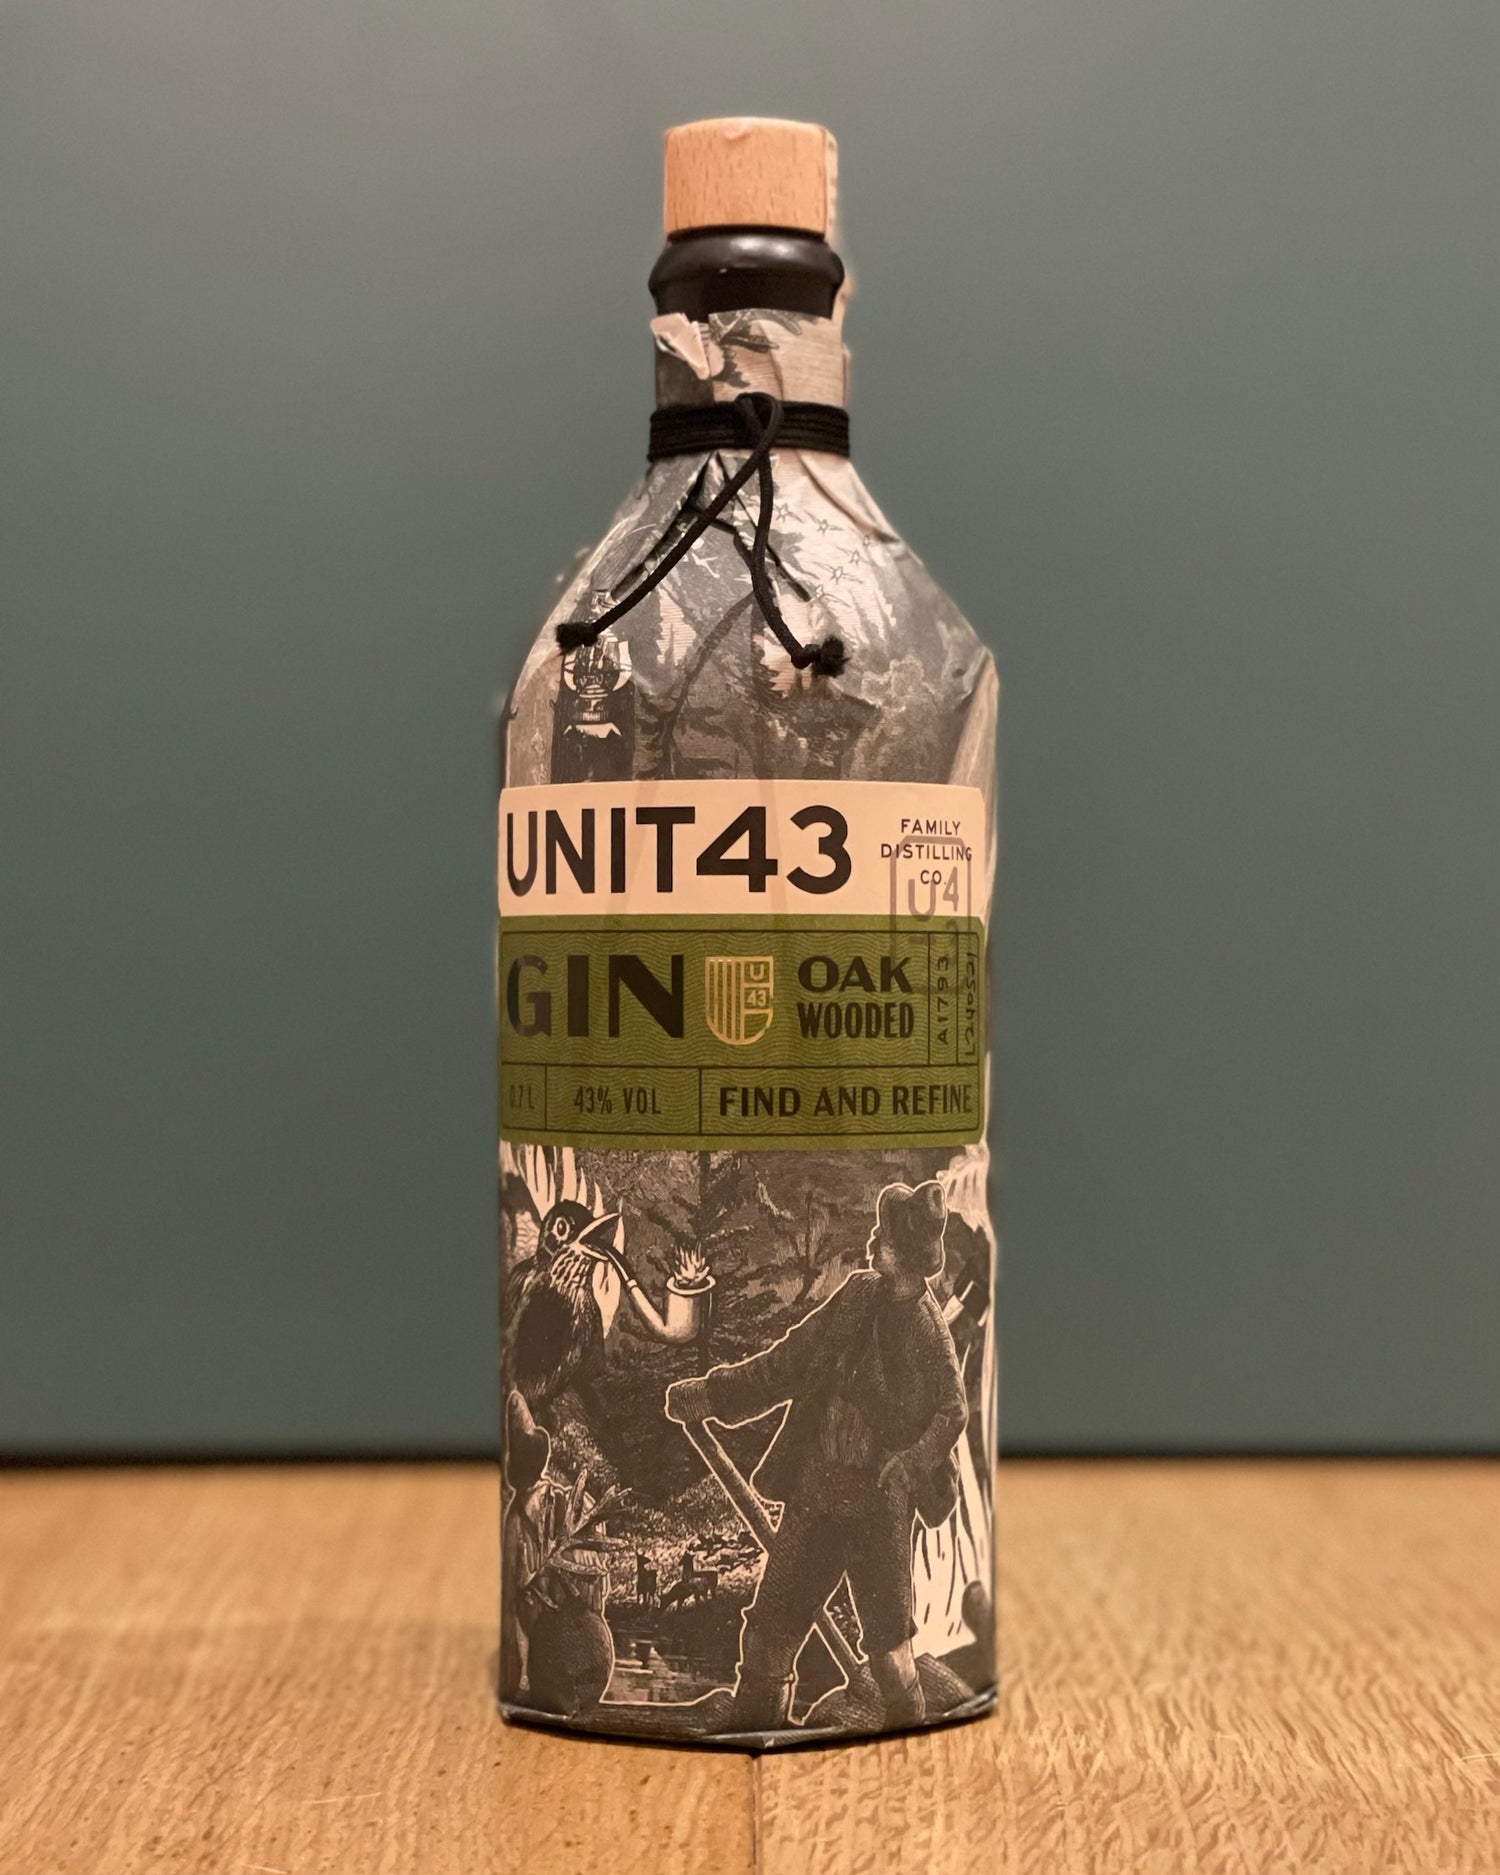 UNIT43
FAMILY
DISTILLING
CO.
U4
GIN
U
43
OAK
WOODED
A1793
0.7 L
43% VOL
FIND AND REFINE